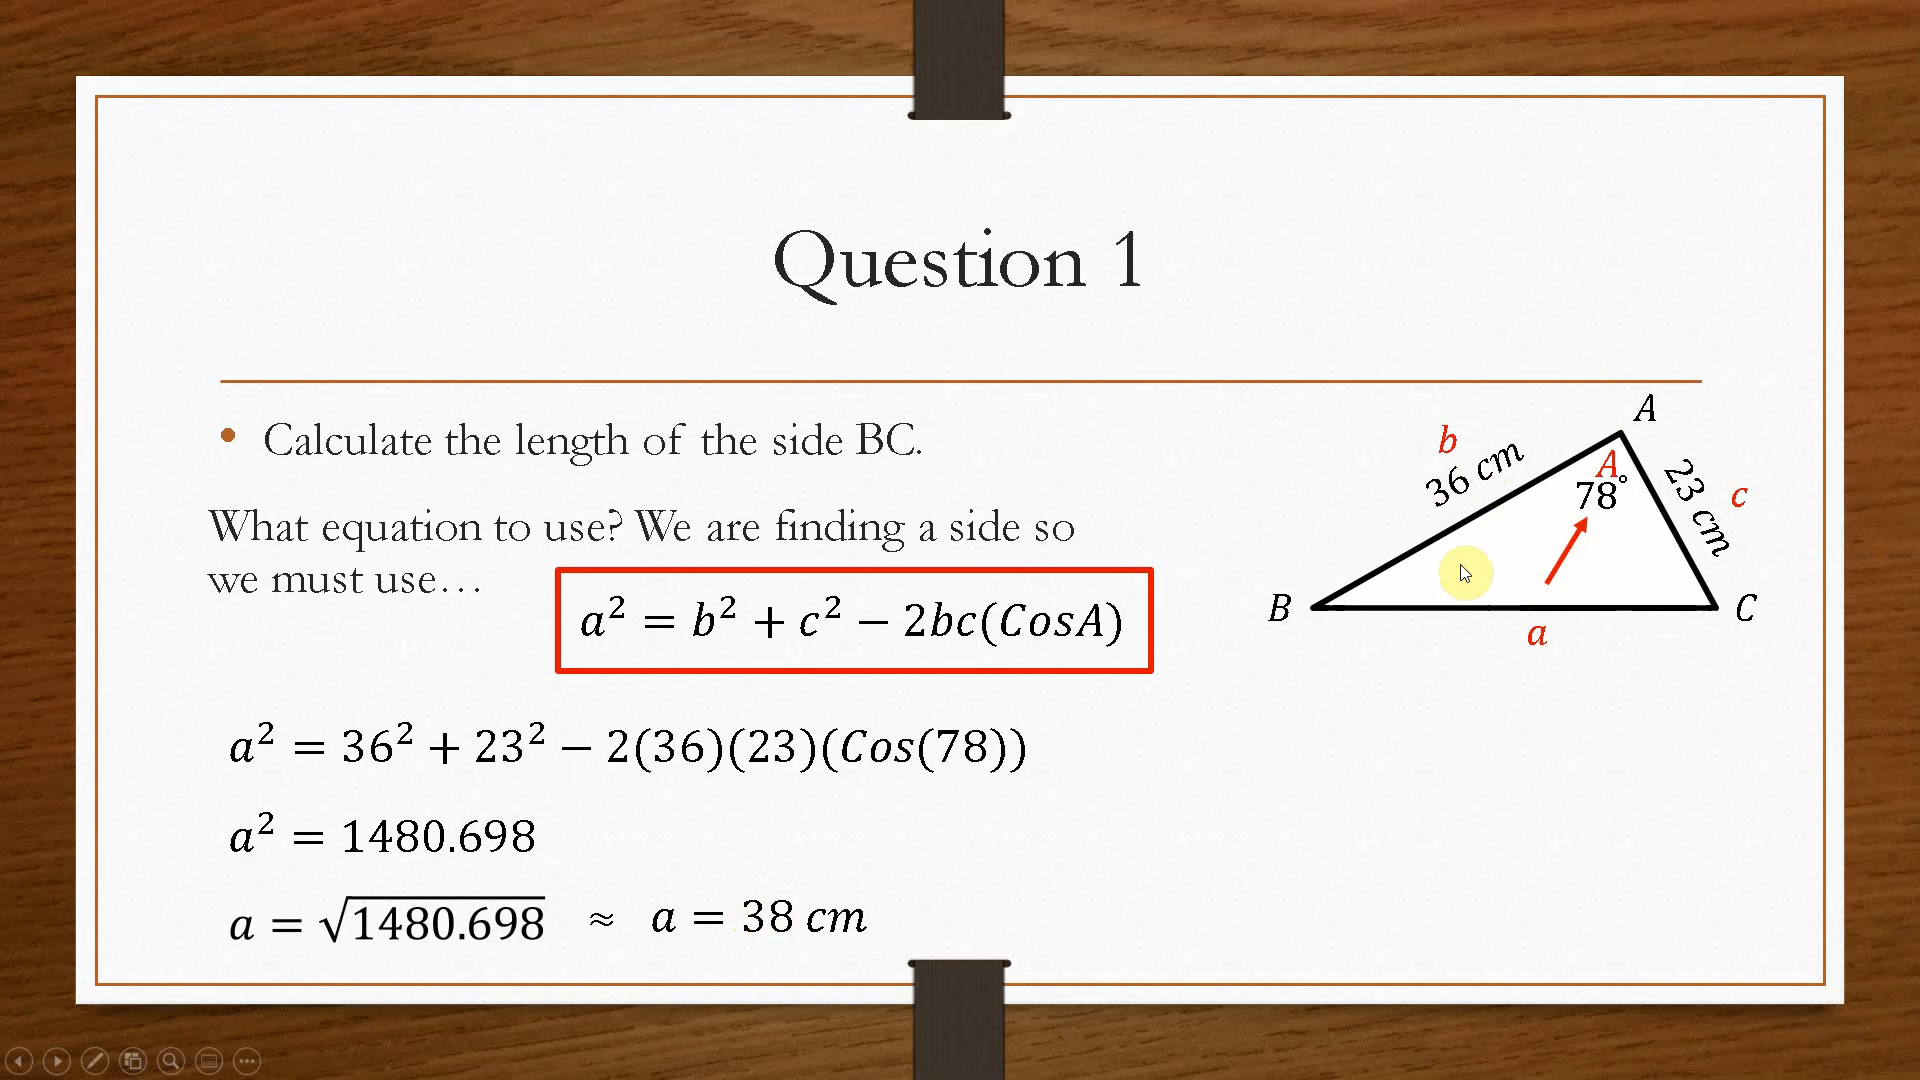 Question 1
• Calculate the length of the side BC.
What equation to use? We are finding a side so
we must use…
a² = b² + c² − 2bc(CosA)
a² = 36² + 23² − 2(36)(23)(Cos(78))
a² = 1480.698
a = √1480.698 ≈ a = 38 cm
A
b
36 cm
A
78°
23 cm
c
B
C
a